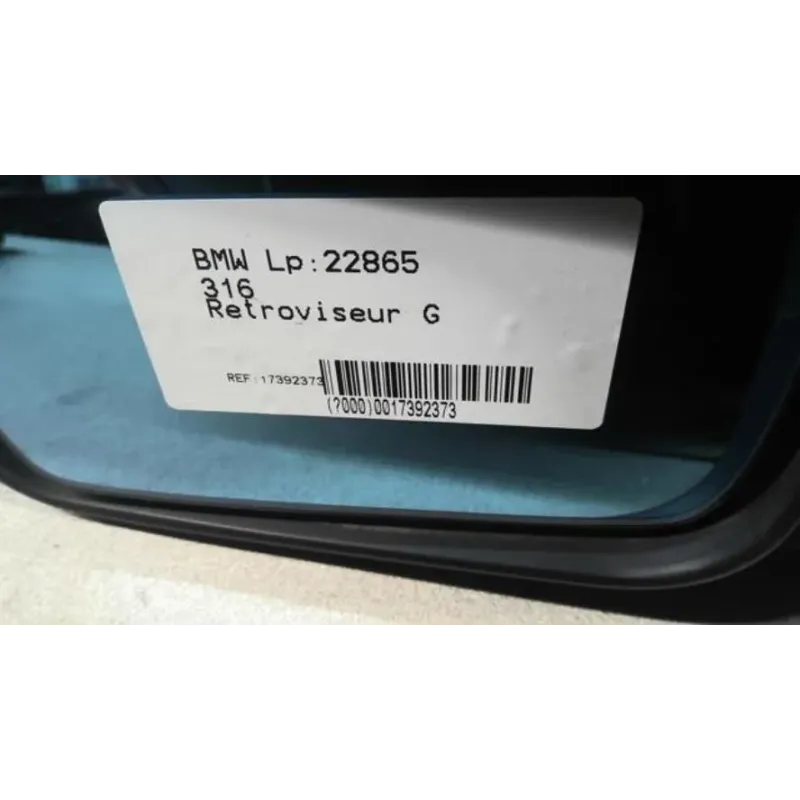 BMW Lp:22865
316
Retroviseur G
REF:17392373
(?000)0017392373